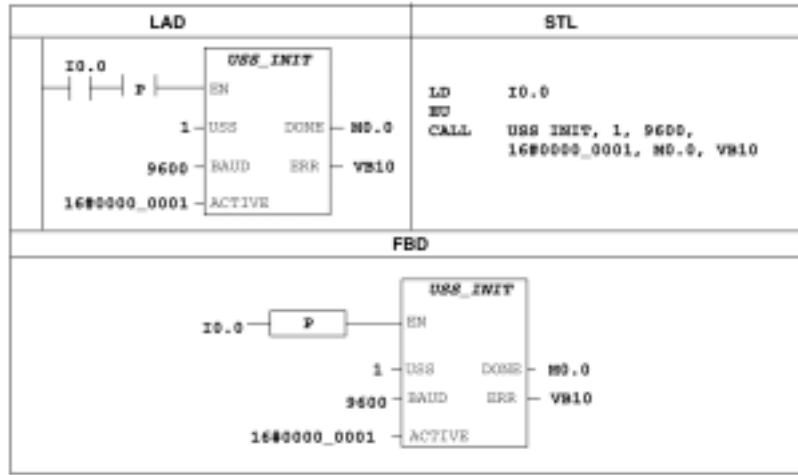 LAD
STL
I0.0
P
USS_INIT
EN
1 USS DONE M0.0
9600 BAUD ERR VB10
16#0000_0001 ACTIVE
LD I0.0
EU
CALL USS INIT, 1, 9600,
16#0000_0001, M0.0, VB10
FBD
USS_INIT
I0.0 P EN
1 USS DONE M0.0
9600 BAUD ERR VB10
16#0000_0001 ACTIVE